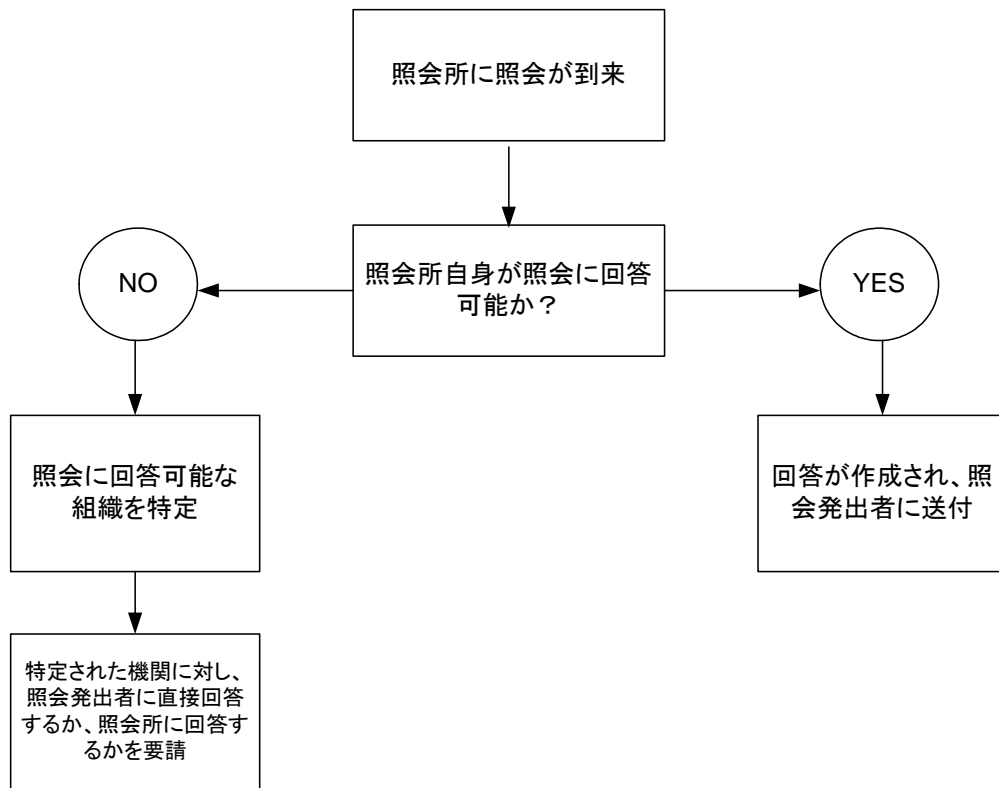 照会所に照会が到来
照会所自身が照会に回答
可能か？
NO
YES
照会に回答可能な
組織を特定
回答が作成され、照
会発出者に送付
特定された機関に対し、
照会発出者に直接回答
するか、照会所に回答す
るかを要請